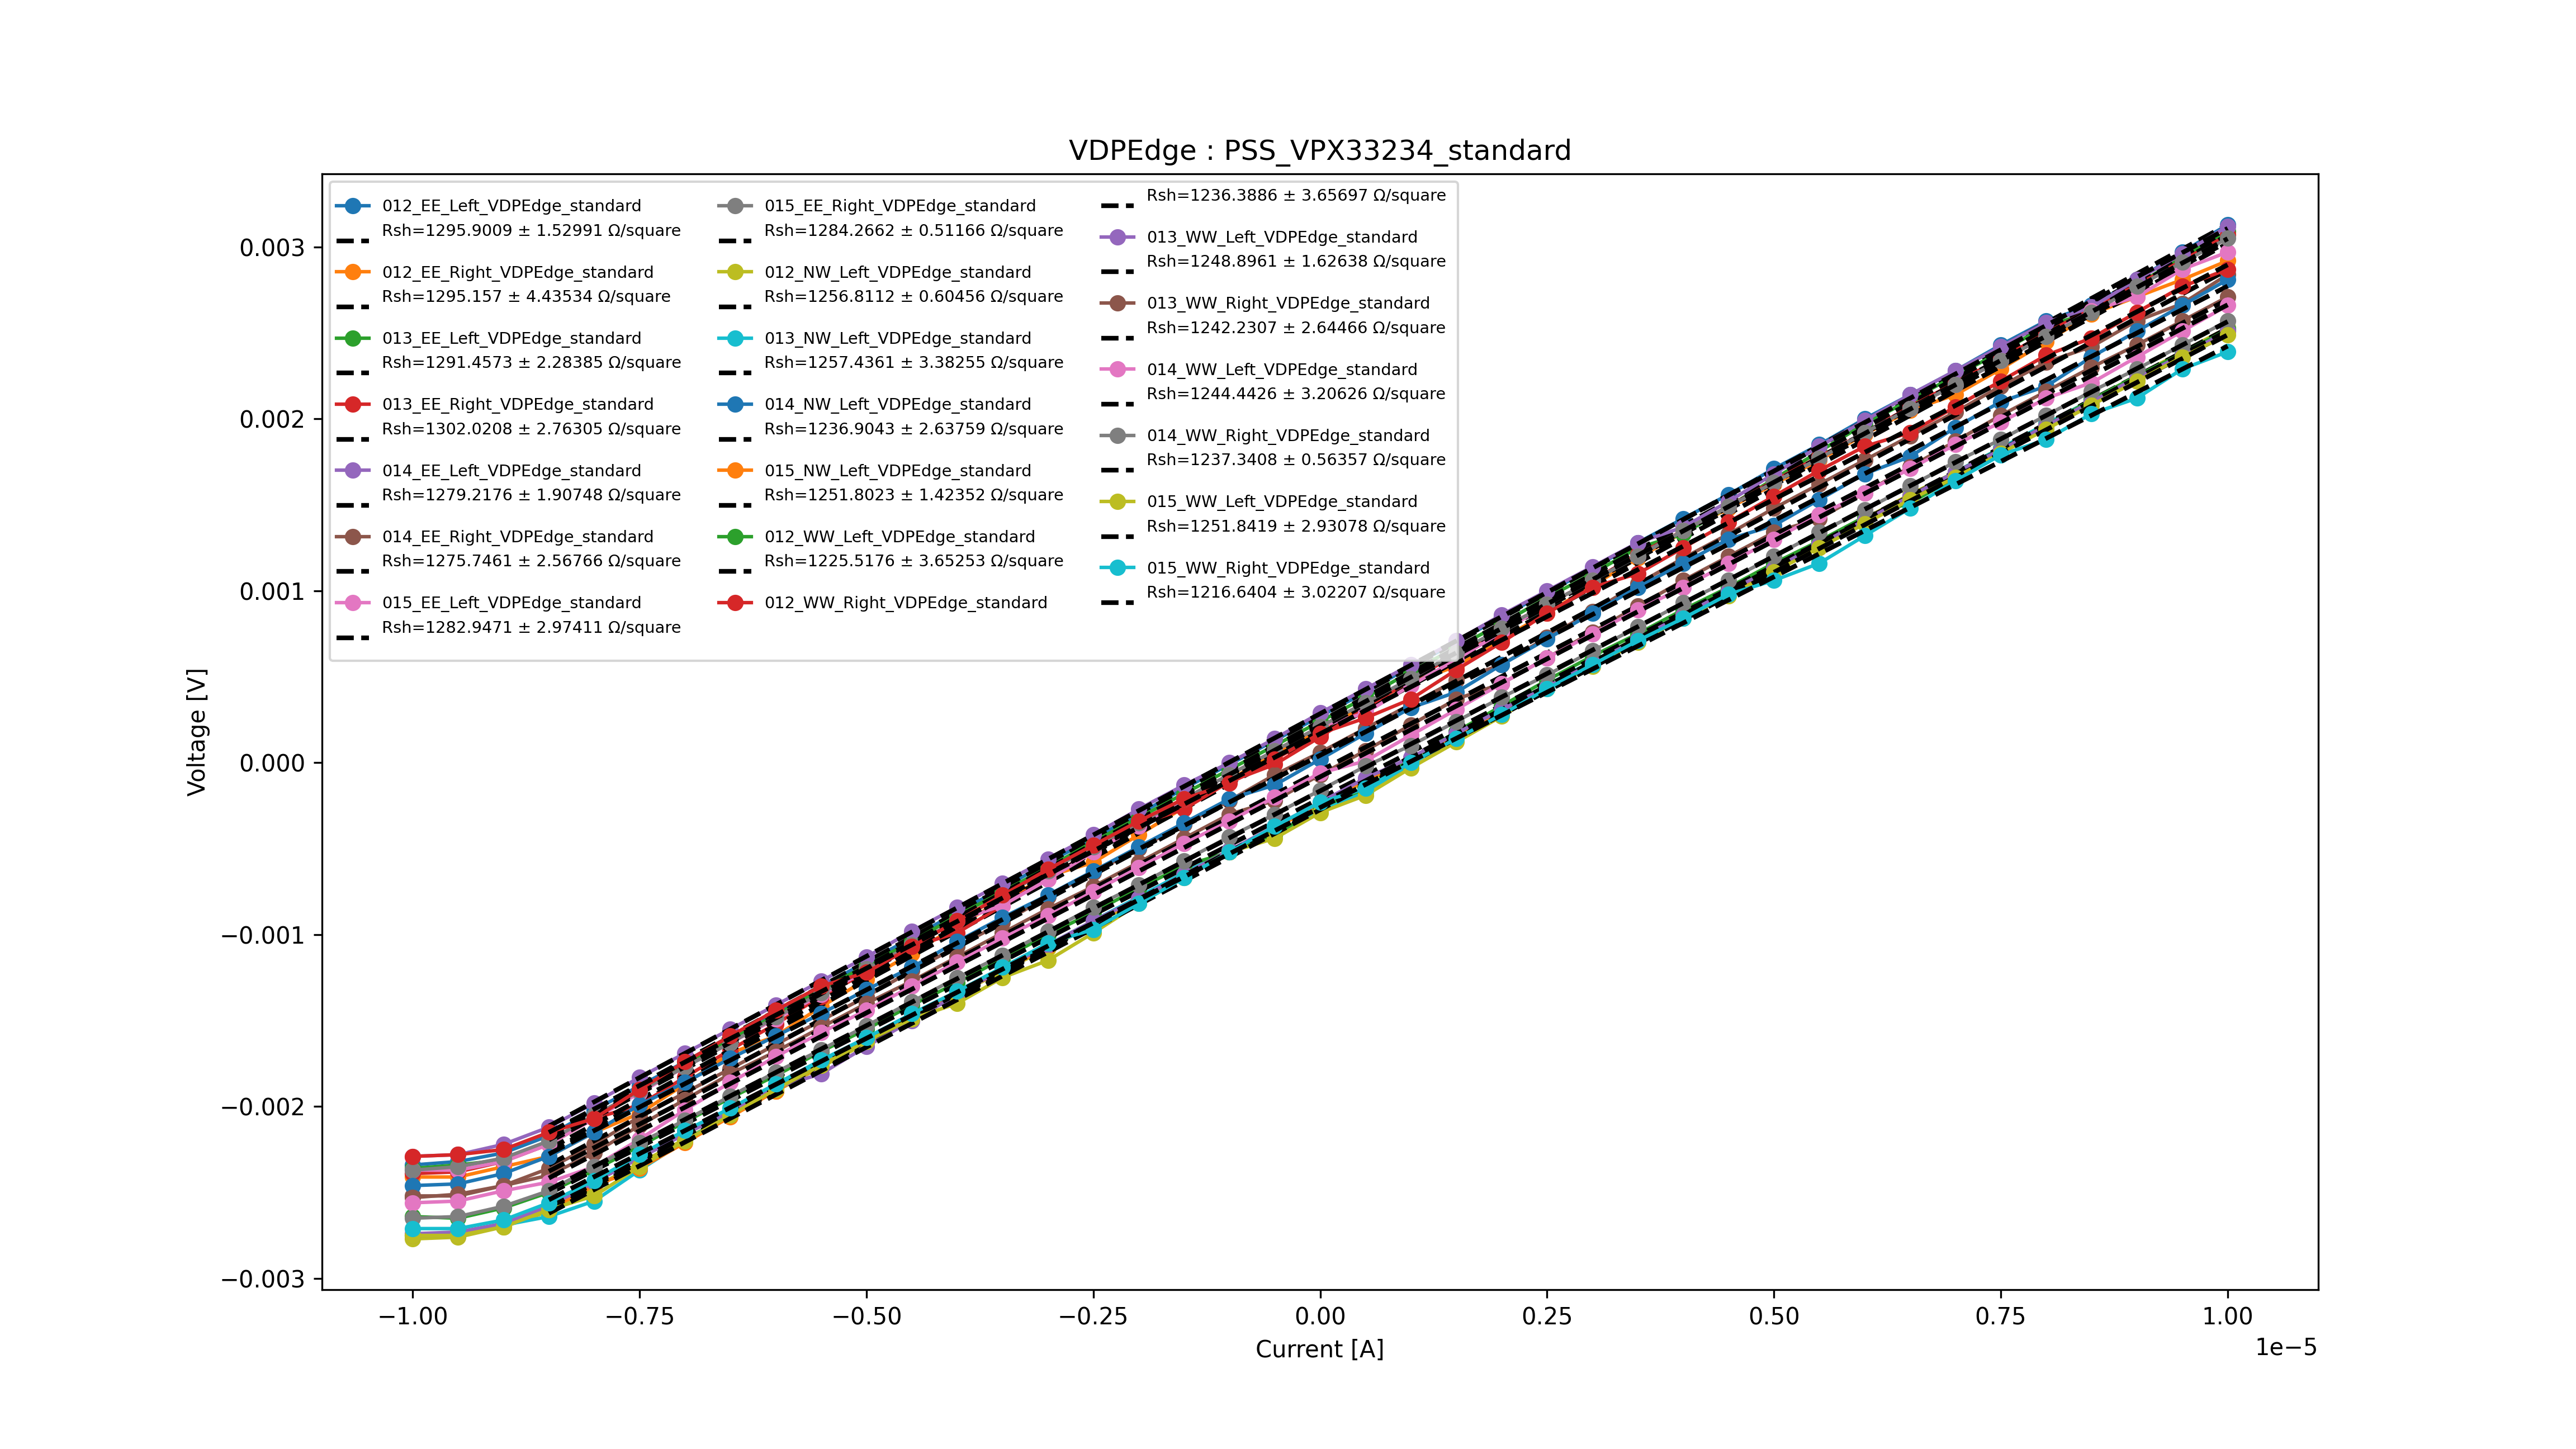 VDPEdge : PSS_VPX33234_standard
012_EE_Left_VDPEdge_standard
Rsh=1295.9009 ± 1.52991 Ω/square
012_EE_Right_VDPEdge_standard
Rsh=1295.157 ± 4.43534 Ω/square
013_EE_Left_VDPEdge_standard
Rsh=1291.4573 ± 2.28385 Ω/square
013_EE_Right_VDPEdge_standard
Rsh=1302.0208 ± 2.76305 Ω/square
014_EE_Left_VDPEdge_standard
Rsh=1279.2176 ± 1.90748 Ω/square
014_EE_Right_VDPEdge_standard
Rsh=1275.7461 ± 2.56766 Ω/square
015_EE_Left_VDPEdge_standard
Rsh=1282.9471 ± 2.97411 Ω/square
015_EE_Right_VDPEdge_standard
Rsh=1284.2662 ± 0.51166 Ω/square
012_NW_Left_VDPEdge_standard
Rsh=1256.8112 ± 0.60456 Ω/square
013_NW_Left_VDPEdge_standard
Rsh=1257.4361 ± 3.38255 Ω/square
014_NW_Left_VDPEdge_standard
Rsh=1236.9043 ± 2.63759 Ω/square
015_NW_Left_VDPEdge_standard
Rsh=1251.8023 ± 1.42352 Ω/square
012_WW_Left_VDPEdge_standard
Rsh=1225.5176 ± 3.65253 Ω/square
012_WW_Right_VDPEdge_standard
Rsh=1236.3886 ± 3.65697 Ω/square
013_WW_Left_VDPEdge_standard
Rsh=1248.8961 ± 1.62638 Ω/square
013_WW_Right_VDPEdge_standard
Rsh=1242.2307 ± 2.64466 Ω/square
014_WW_Left_VDPEdge_standard
Rsh=1244.4426 ± 3.20626 Ω/square
014_WW_Right_VDPEdge_standard
Rsh=1237.3408 ± 0.56357 Ω/square
015_WW_Left_VDPEdge_standard
Rsh=1251.8419 ± 2.93078 Ω/square
015_WW_Right_VDPEdge_standard
Rsh=1216.6404 ± 3.02207 Ω/square
Voltage [V]
0.003
0.002
0.001
0.000
−0.001
−0.002
−0.003
−1.00 −0.75 −0.50 −0.25 0.00 0.25 0.50 0.75 1.00
1e−5
Current [A]